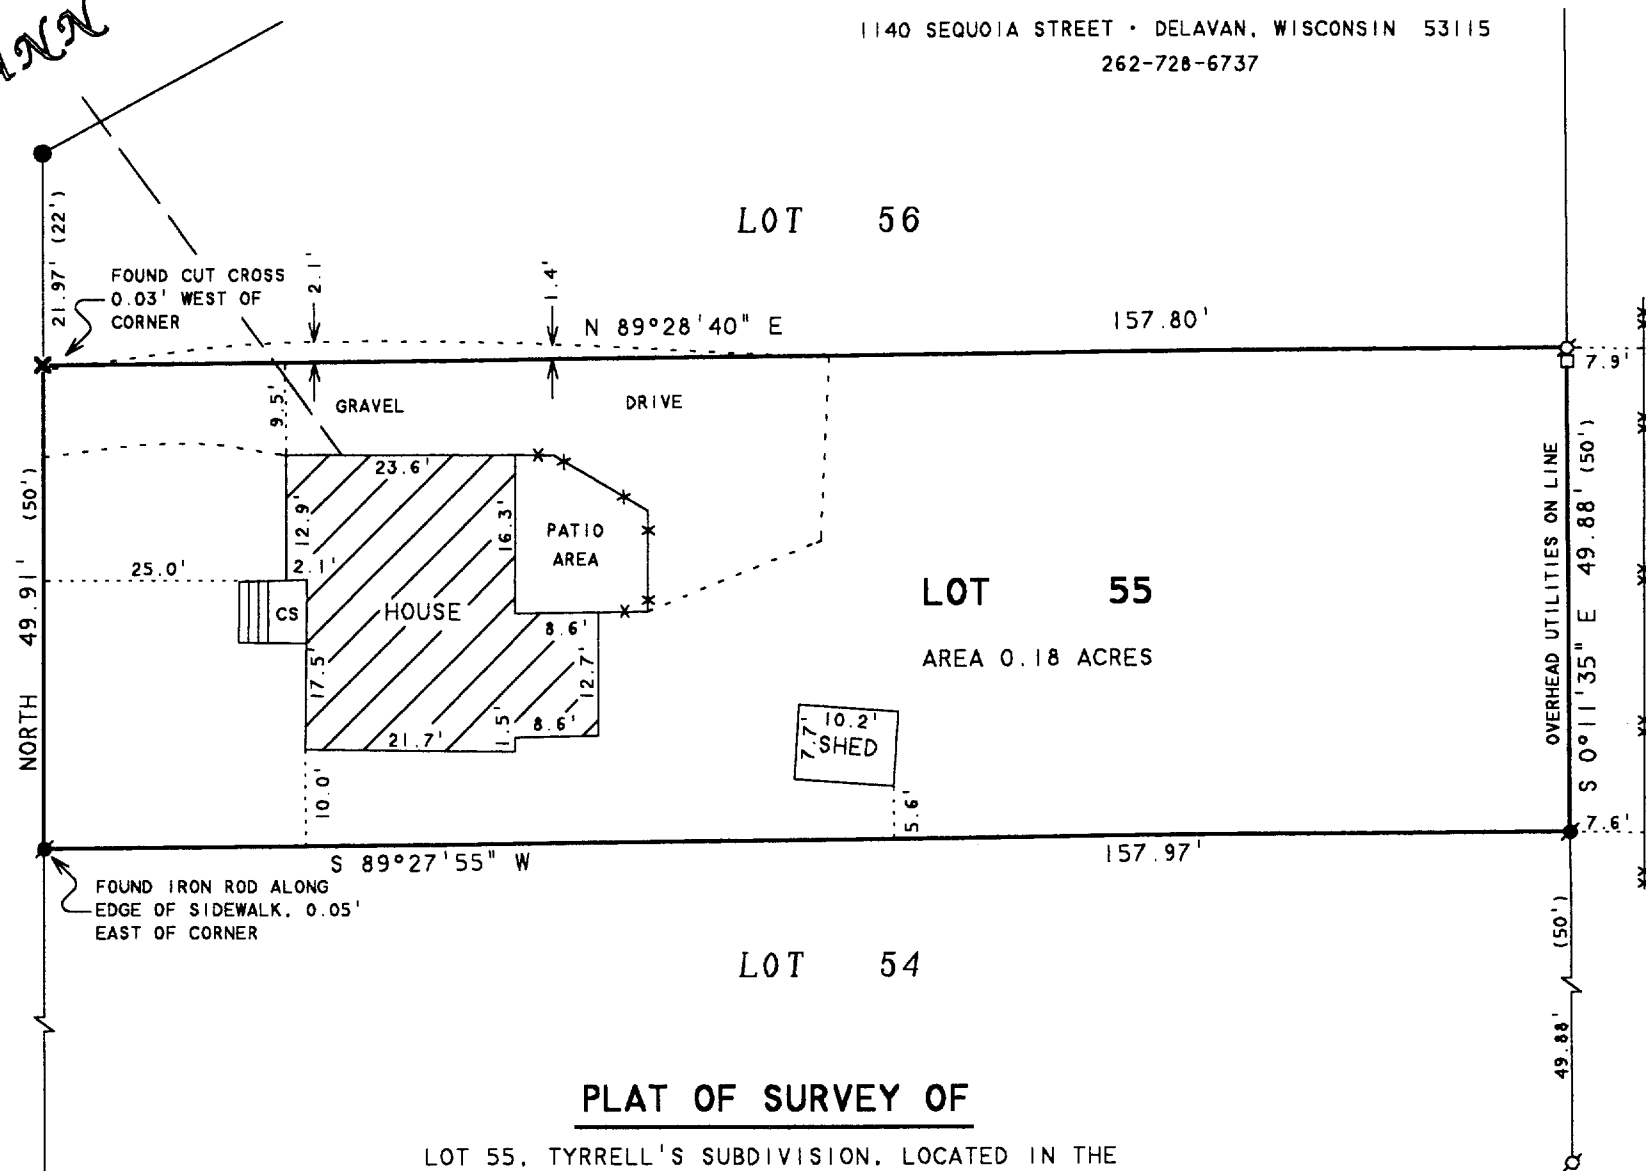 1140 SEQUOIA STREET · DELAVAN, WISCONSIN 53115
262-728-6737
21.97' (22')
LOT 56
FOUND CUT CROSS
0.03' WEST OF
CORNER
2.1'
1.4'
N 89°28'40" E
157.80'
7.9'
9.5'
GRAVEL
DRIVE
23.6'
12.9'
16.3'
PATIO
AREA
2.1'
25.0'
CS
HOUSE
8.6'
17.5'
12.7'
21.7'
1.5'
8.6'
10.0'
NORTH 49.91' (50')
LOT 55
AREA 0.18 ACRES
10.2'
7.7'
SHED
5.6'
OVERHEAD UTILITIES ON LINE
S 0°11'35" E 49.88' (50')
7.6'
S 89°27'55" W
157.97'
FOUND IRON ROD ALONG
EDGE OF SIDEWALK, 0.05'
EAST OF CORNER
LOT 54
49.88' (50')
PLAT OF SURVEY OF
LOT 55, TYRRELL'S SUBDIVISION, LOCATED IN THE